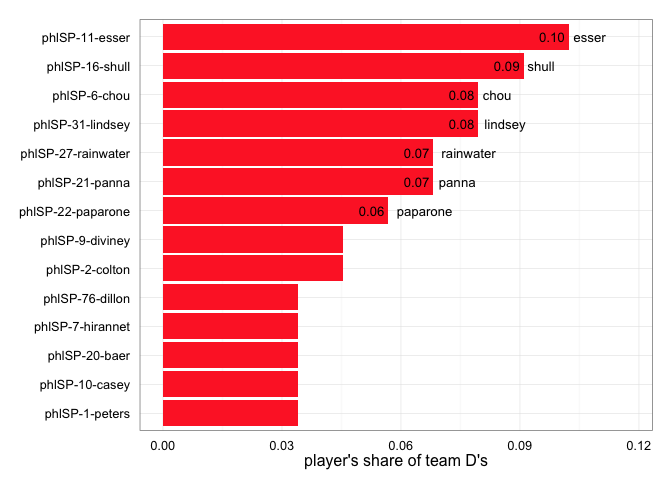 phlSP-11-esser 0.10 esser
phlSP-16-shull 0.09 shull
phlSP-6-chou 0.08 chou
phlSP-31-lindsey 0.08 lindsey
phlSP-27-rainwater 0.07 rainwater
phlSP-21-panna 0.07 panna
phlSP-22-paparone 0.06 paparone
phlSP-9-diviney
phlSP-2-colton
phlSP-76-dillon
phlSP-7-hirannet
phlSP-20-baer
phlSP-10-casey
phlSP-1-peters
0.00 0.03 0.06 0.09 0.12
player's share of team D's